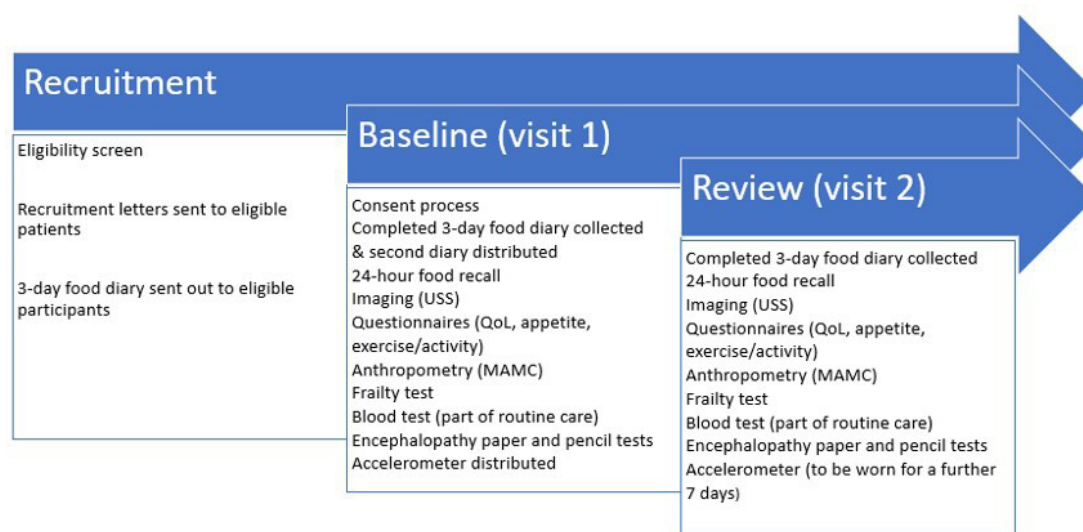 Recruitment
Eligibility screen
Recruitment letters sent to eligible
patients
3-day food diary sent out to eligible
participants
Baseline (visit 1)
Consent process
Completed 3-day food diary collected
& second diary distributed
24-hour food recall
Imaging (USS)
Questionnaires (QoL, appetite,
exercise/activity)
Anthropometry (MAMC)
Frailty test
Blood test (part of routine care)
Encephalopathy paper and pencil tests
Accelerometer distributed
Review (visit 2)
Completed 3-day food diary collected
24-hour food recall
Imaging (USS)
Questionnaires (QoL, appetite,
exercise/activity)
Anthropometry (MAMC)
Frailty test
Blood test (part of routine care)
Encephalopathy paper and pencil tests
Accelerometer (to be worn for a further
7 days)